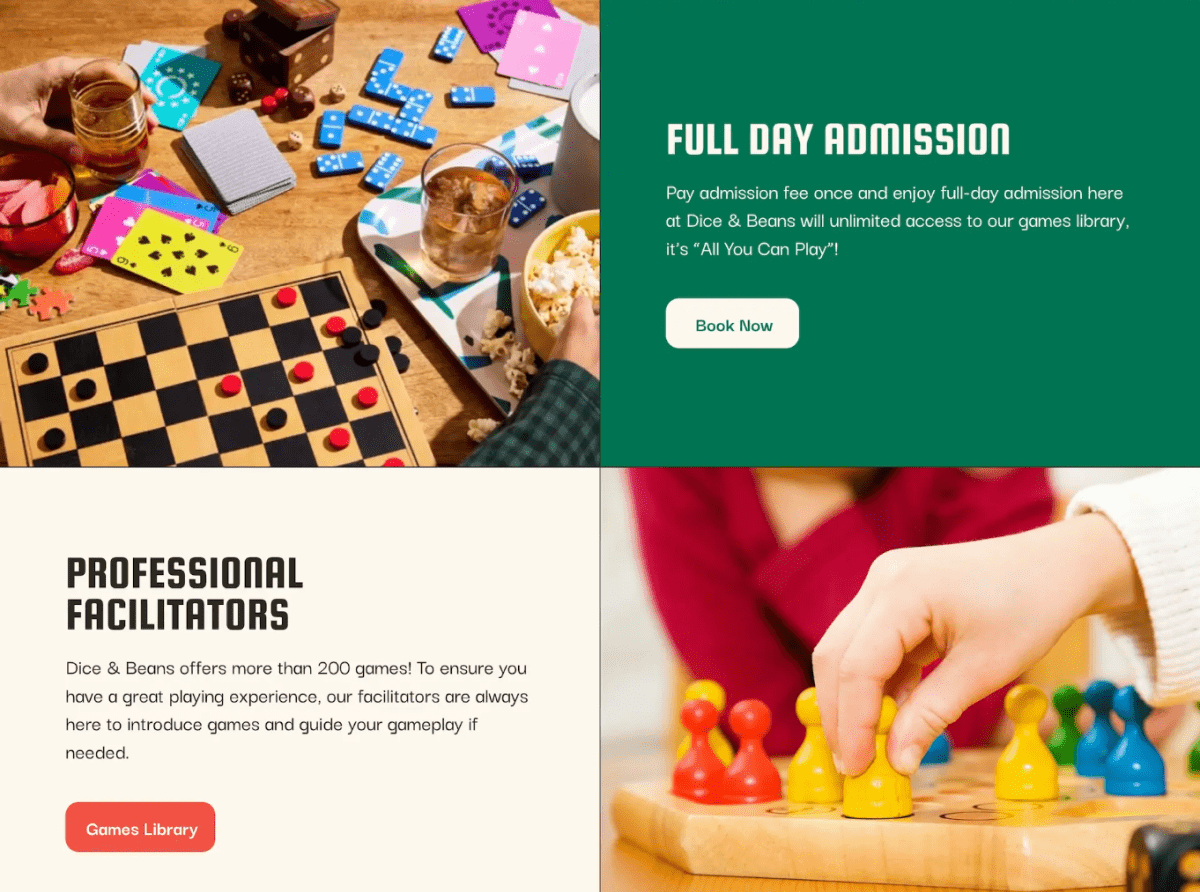 FULL DAY ADMISSION
Pay admission fee once and enjoy full-day admission here
at Dice & Beans will unlimited access to our games library,
it's “All You Can Play”!
Book Now
PROFESSIONAL
FACILITATORS
Dice & Beans offers more than 200 games! To ensure you
have a great playing experience, our facilitators are always
here to introduce games and guide your gameplay if
needed.
Games Library